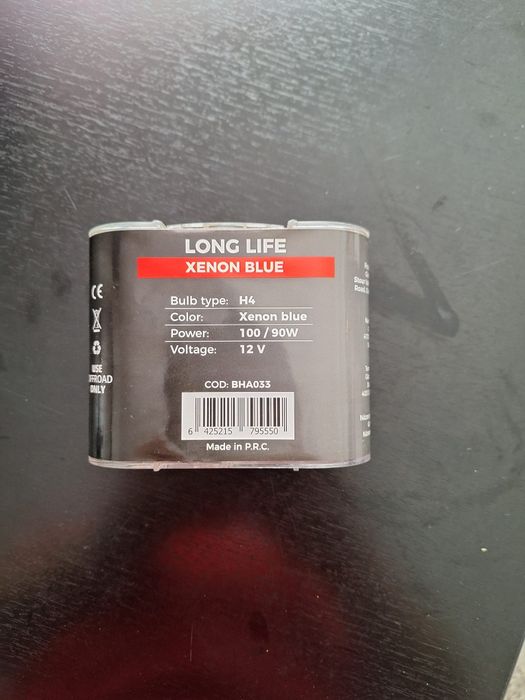 LONG LIFE
XENON BLUE
Bulb type: H4
Color: Xenon blue
Power: 100 / 90W
Voltage: 12 V
COD: BHA033
6 425215 795550
Made in P.R.C.
CE
USE
OFFROAD
ONLY